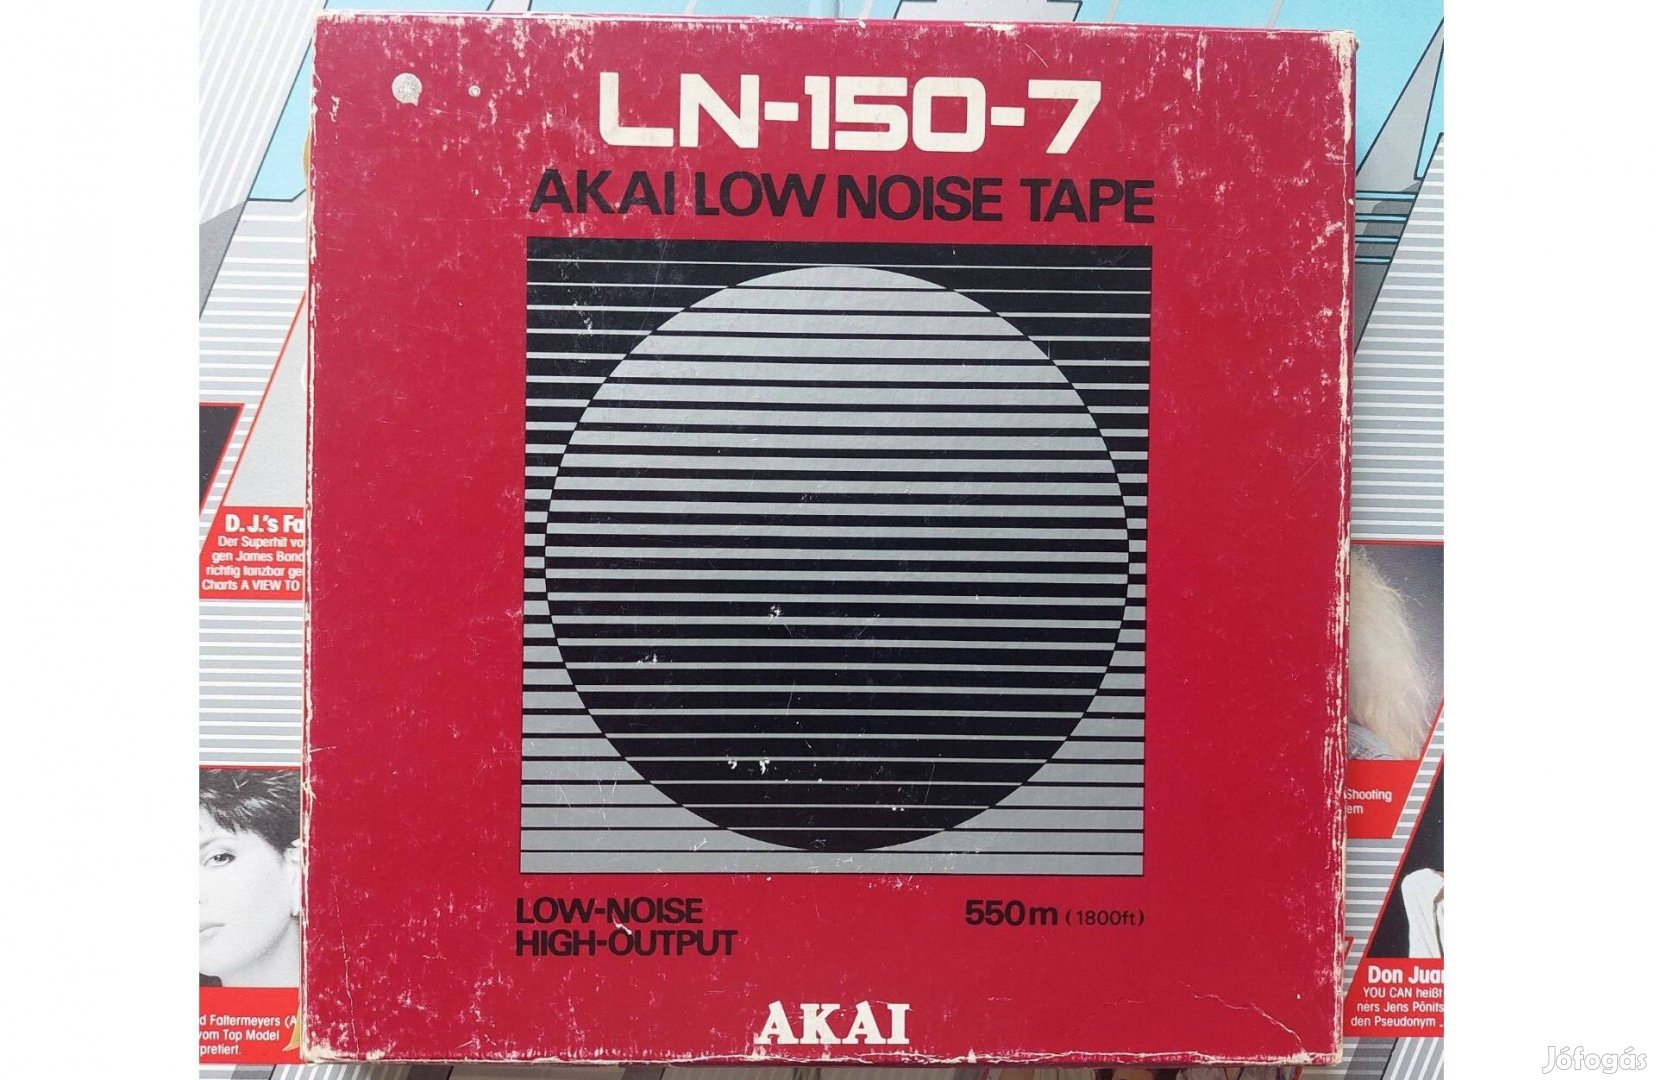 LN-150-7
AKAI LOW NOISE TAPE
LOW-NOISE
HIGH-OUTPUT
550m (1800ft)
AKAI
D.J.'s Fa
Der Superhit vo
gen James Bond
richtig tanzbar ge
Charts A VIEW TO
d Faltermeyers (A
vom Top Model
pretiert.
Shooting
em
Don Jua
YOU CAN heißt
ners Jens Pönits
den Pseudonym
Jófogás